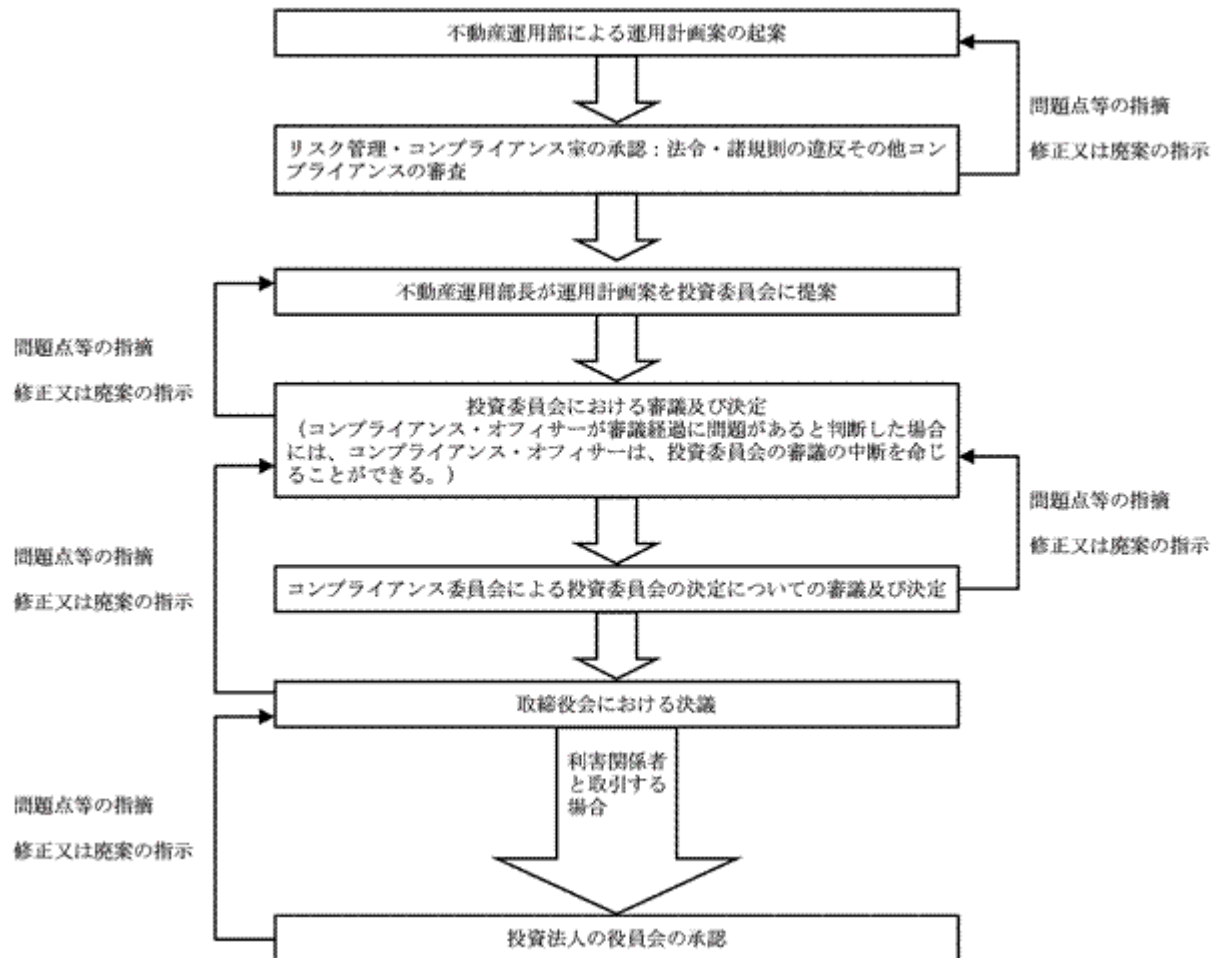 不動産運用部による運用計画案の起案
問題点等の指摘
修正又は廃案の指示
リスク管理・コンプライアンス室の承認：法令・諸規則の違反その他コン
プライアンスの審査
不動産運用部長が運用計画案を投資委員会に提案
問題点等の指摘
修正又は廃案の指示
投資委員会における審議及び決定
（コンプライアンス・オフィサーが審議経過に問題があると判断した場合
には、コンプライアンス・オフィサーは、投資委員会の審議の中断を命じ
ることができる。）
問題点等の指摘
修正又は廃案の指示
問題点等の指摘
修正又は廃案の指示
コンプライアンス委員会による投資委員会の決定についての審議及び決定
取締役会における決議
利害関係者
と取引する
場合
問題点等の指摘
修正又は廃案の指示
投資法人の役員会の承認